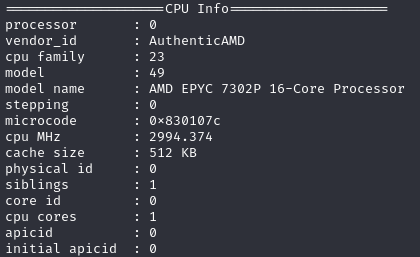 ====================CPU Info====================
processor : 0
vendor_id : AuthenticAMD
cpu family : 23
model : 49
model name : AMD EPYC 7302P 16-Core Processor
stepping : 0
microcode : 0×830107c
cpu MHz : 2994.374
cache size : 512 KB
physical id : 0
siblings : 1
core id : 0
cpu cores : 1
apicid : 0
initial apicid : 0